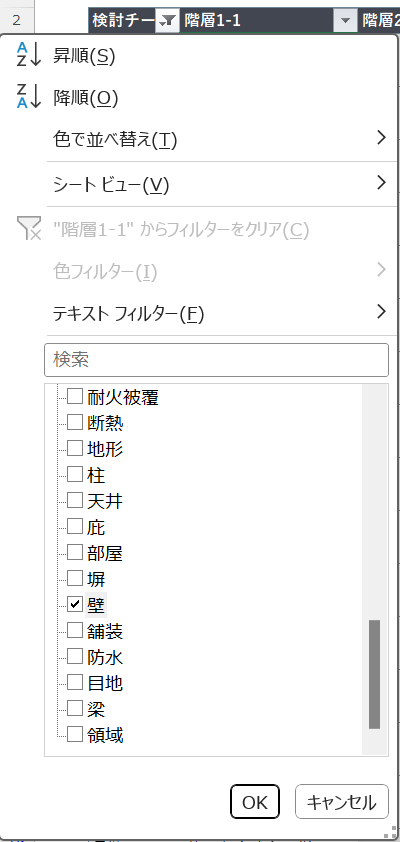 2 検討チー 階層1-1 階層2
昇順(S)
降順(O)
色で並べ替え(T)
シート ビュー(V)
"階層1-1" からフィルターをクリア(C)
色フィルター(I)
テキスト フィルター(F)
検索
耐火被覆
断熱
地形
柱
天井
庇
部屋
塀
壁
舗装
防水
目地
梁
領域
OK キャンセル